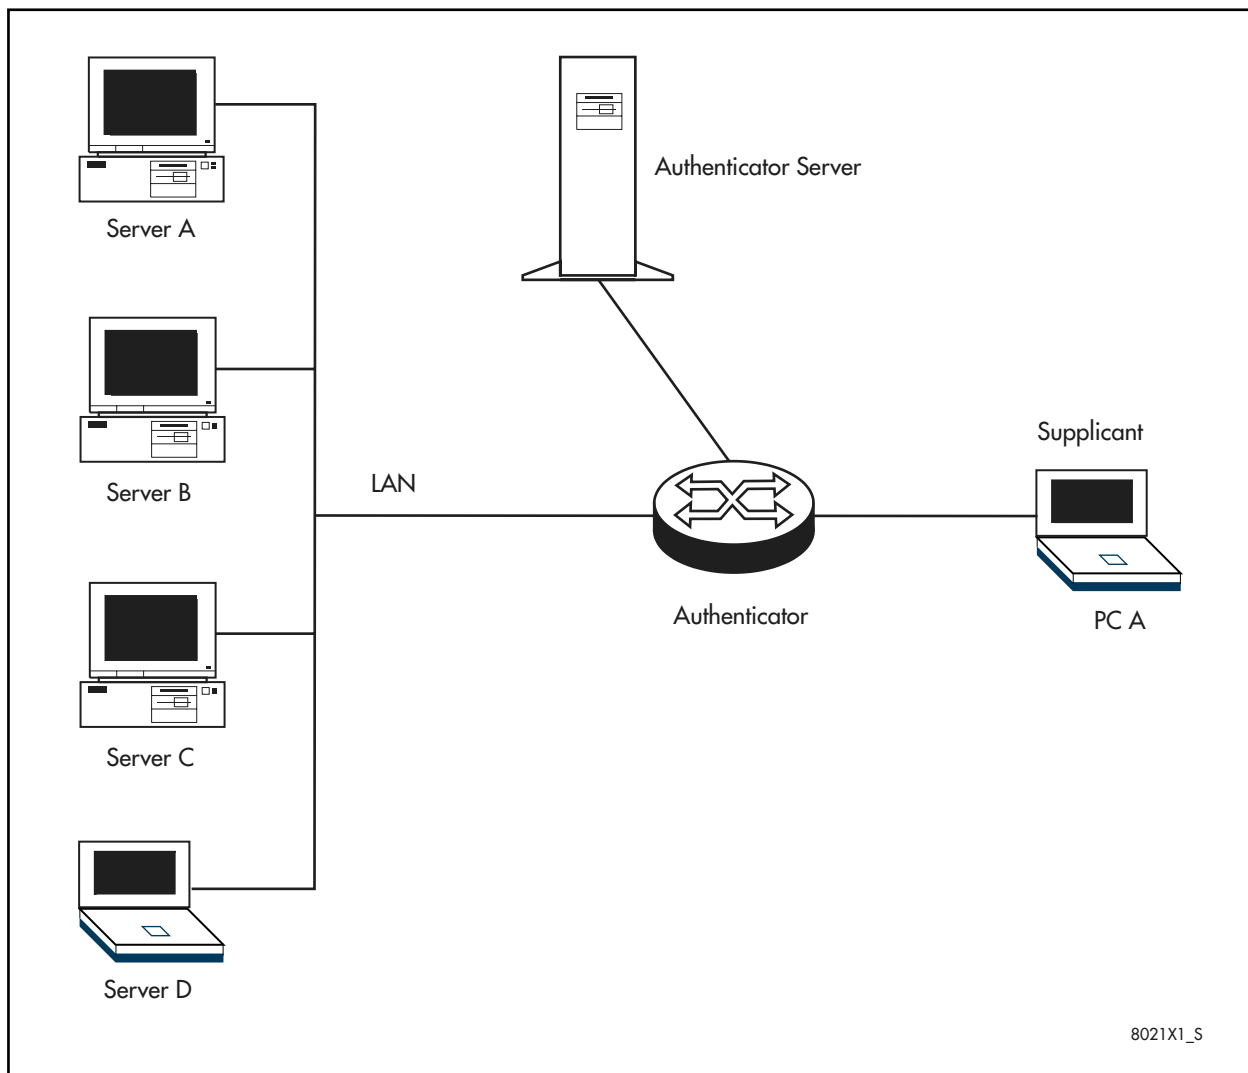 Authenticator Server
Server A
Supplicant
LAN
Server B
Authenticator
PC A
Server C
Server D
8021X1_S